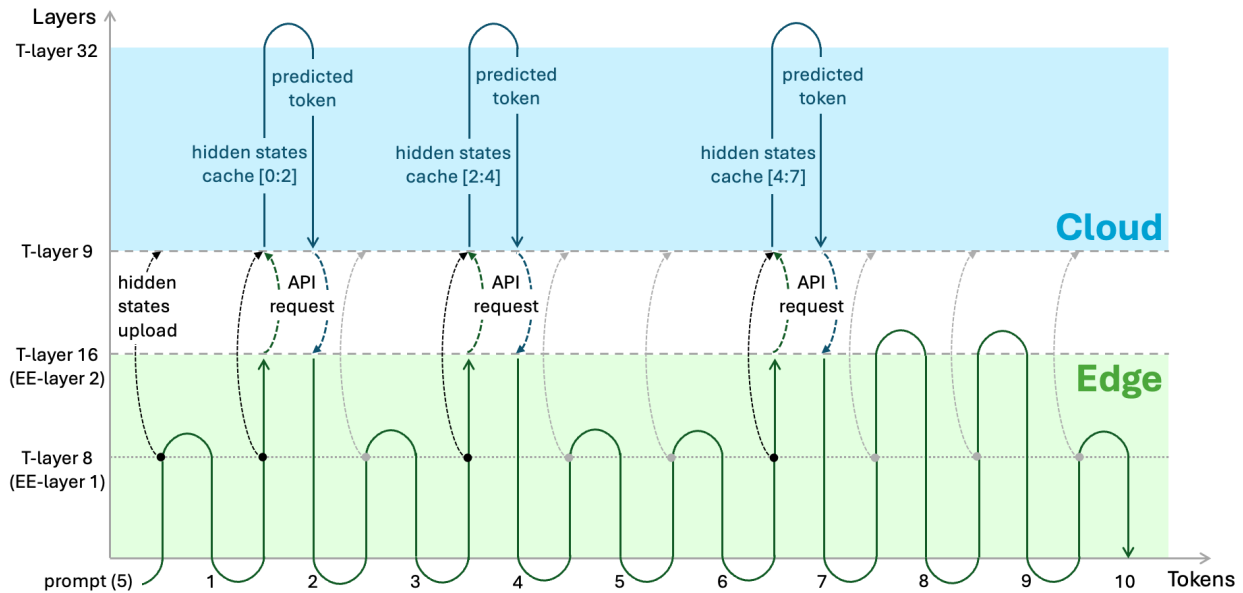 Layers
T-layer 32
predicted
token
predicted
token
predicted
token
hidden states
cache [0:2]
hidden states
cache [2:4]
hidden states
cache [4:7]
Cloud
T-layer 9
hidden
states
upload
API
request
API
request
API
request
T-layer 16
(EE-layer 2)
Edge
T-layer 8
(EE-layer 1)
prompt (5)
1
2
3
4
5
6
7
8
9
10
Tokens